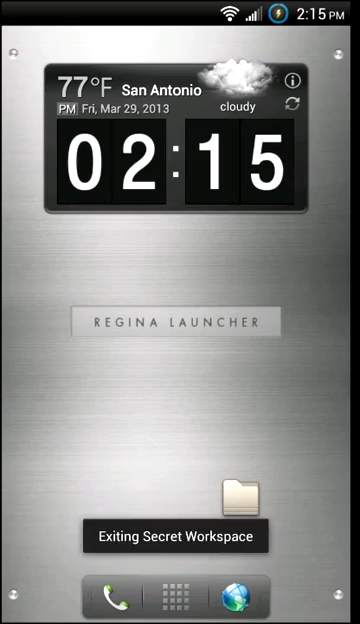 2:15 PM
77°F San Antonio
PM Fri, Mar 29, 2013 cloudy
02:15
REGINA LAUNCHER
Exiting Secret Workspace